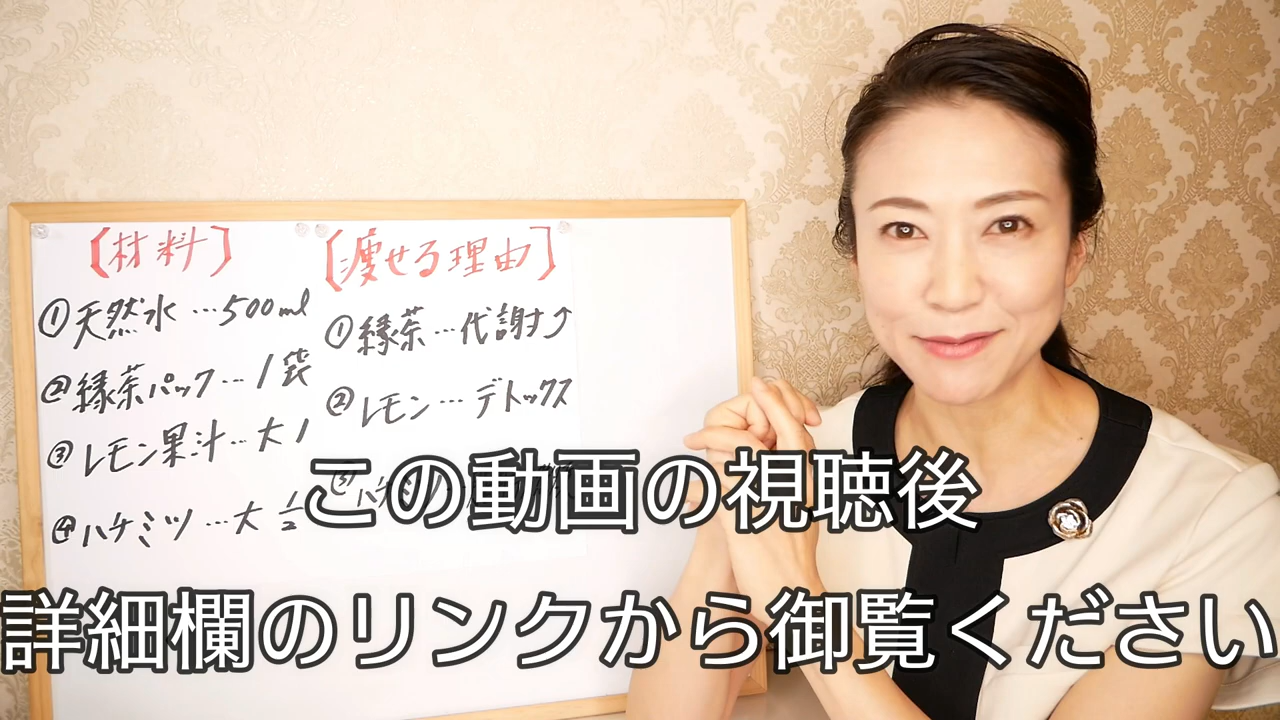 【材料】
①天然水…500ml
②緑茶パック…1袋
③レモン果汁…大1
④ハチミツ…大1/2
【痩せる理由】
①緑茶…代謝↑
②レモン…デトックス
この動画の視聴後
詳細欄のリンクから御覧ください